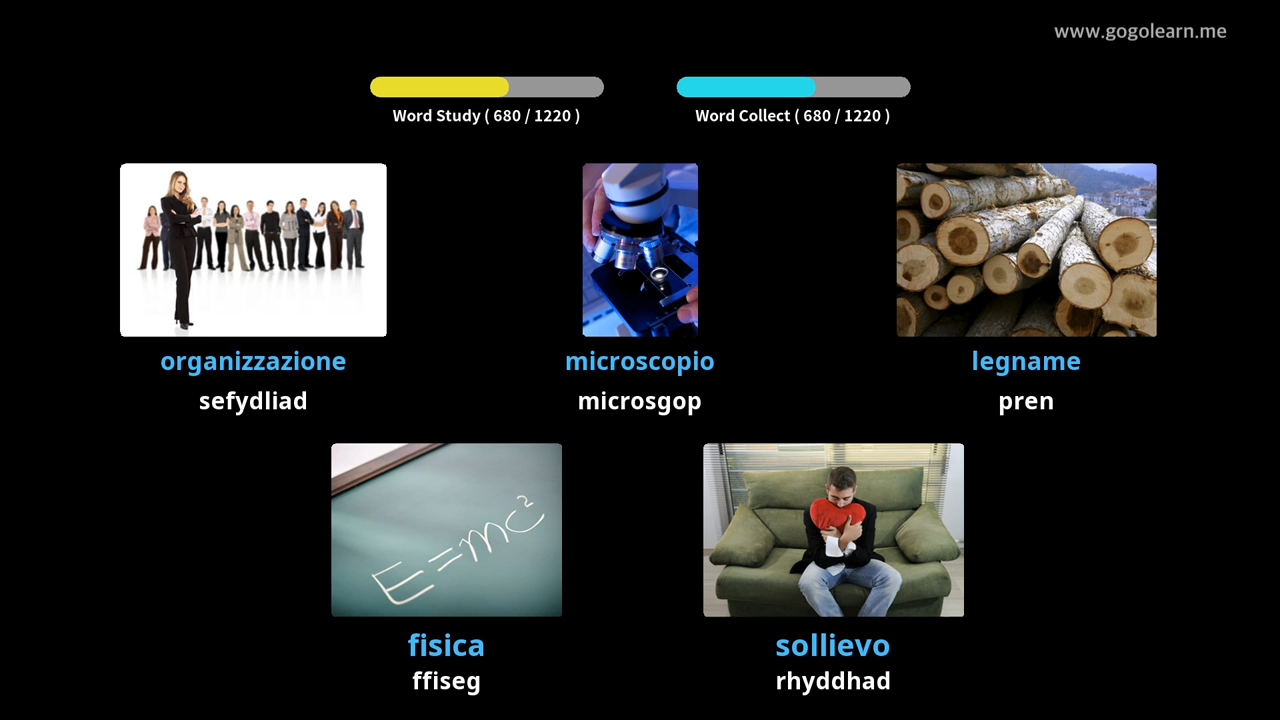 www.gogolearn.me
Word Study ( 680 / 1220 )
Word Collect ( 680 / 1220 )
organizzazione
sefydliad
microscopio
microsgop
legname
pren
E=mc²
fisica
ffiseg
sollievo
rhyddhad